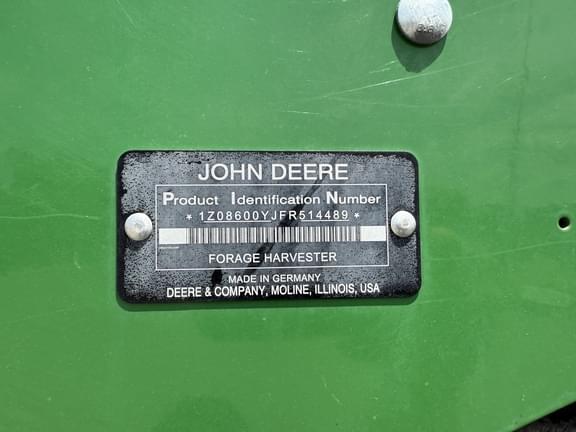 JOHN DEERE
Product Identification Number
* 1Z08600YJFR514489 *
FORAGE HARVESTER
MADE IN GERMANY
DEERE & COMPANY, MOLINE, ILLINOIS, USA